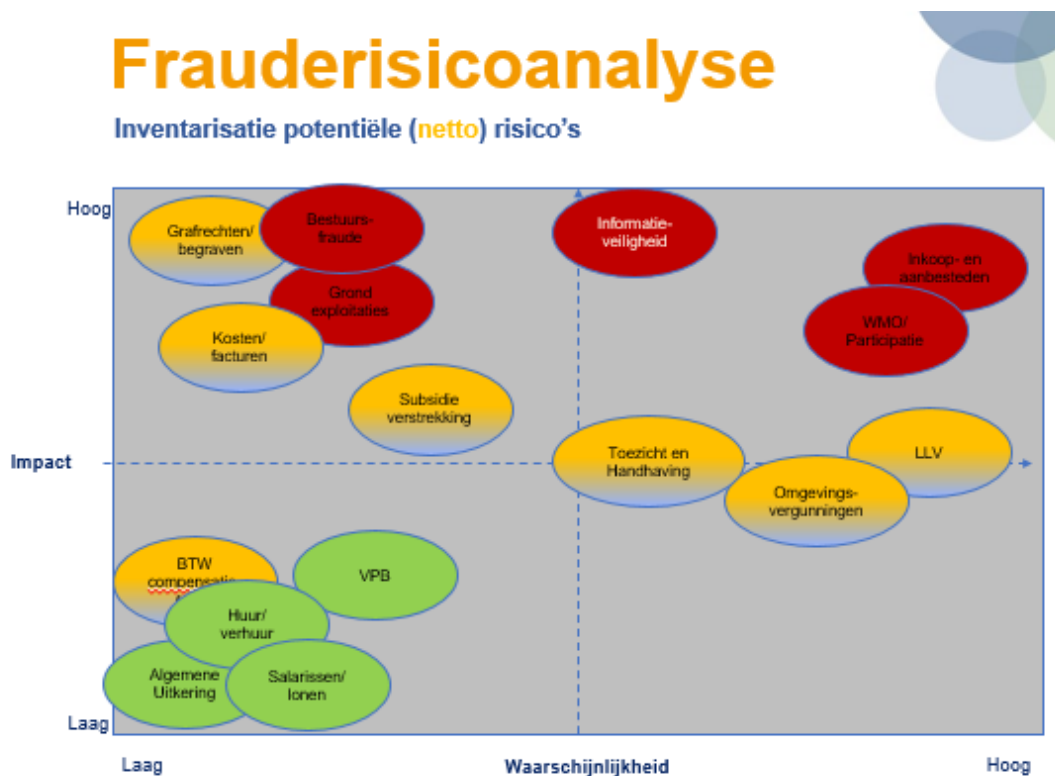 Frauderisicoanalyse
Inventarisatie potentiële (netto) risico's
Hoog
Grafrechten/
begraven
Bestuurs-
fraude
Informatie-
veiligheid
Inkoop- en
aanbesteden
Grond
exploitaties
WMO/
Participatie
Kosten/
facturen
Subsidie
verstrekking
Impact
Toezicht en
Handhaving
LLV
Omgevings-
vergunningen
BTW
compensatie
VPB
Huur/
verhuur
Algemene
Uitkering
Salarissen/
lonen
Laag
Laag
Waarschijnlijkheid
Hoog